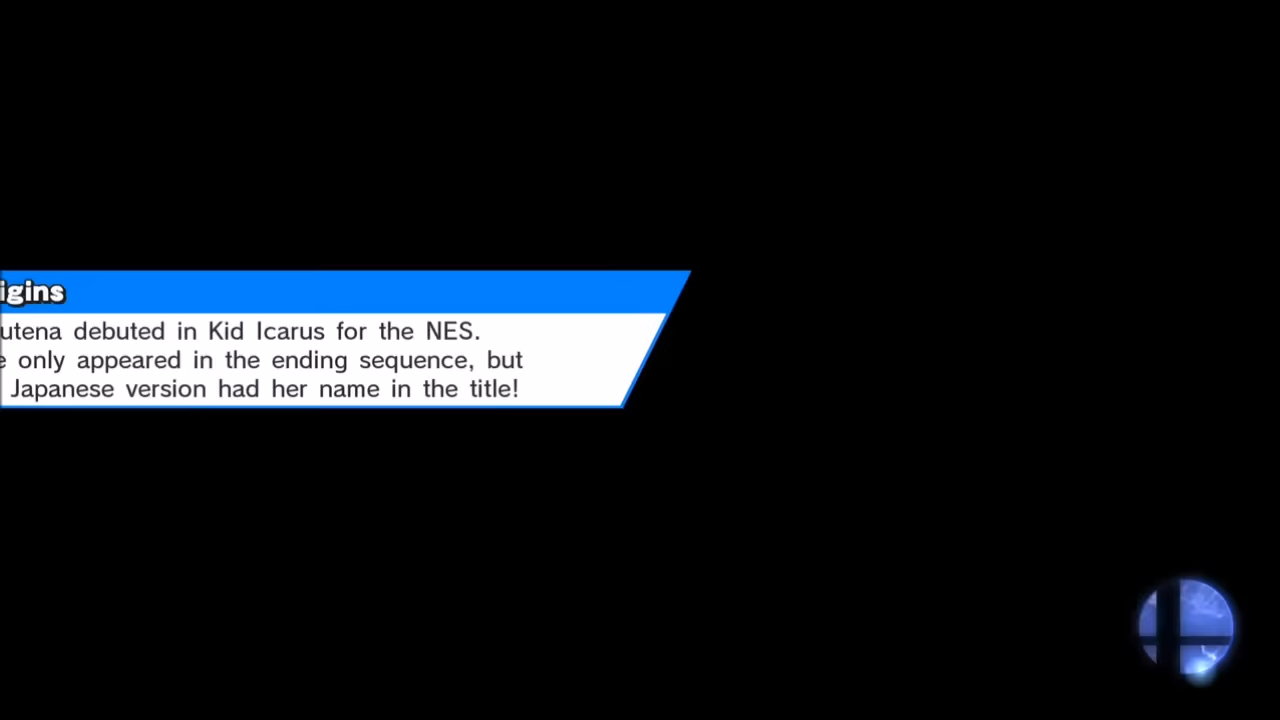 igins
utena debuted in Kid Icarus for the NES.
e only appeared in the ending sequence, but
Japanese version had her name in the title!